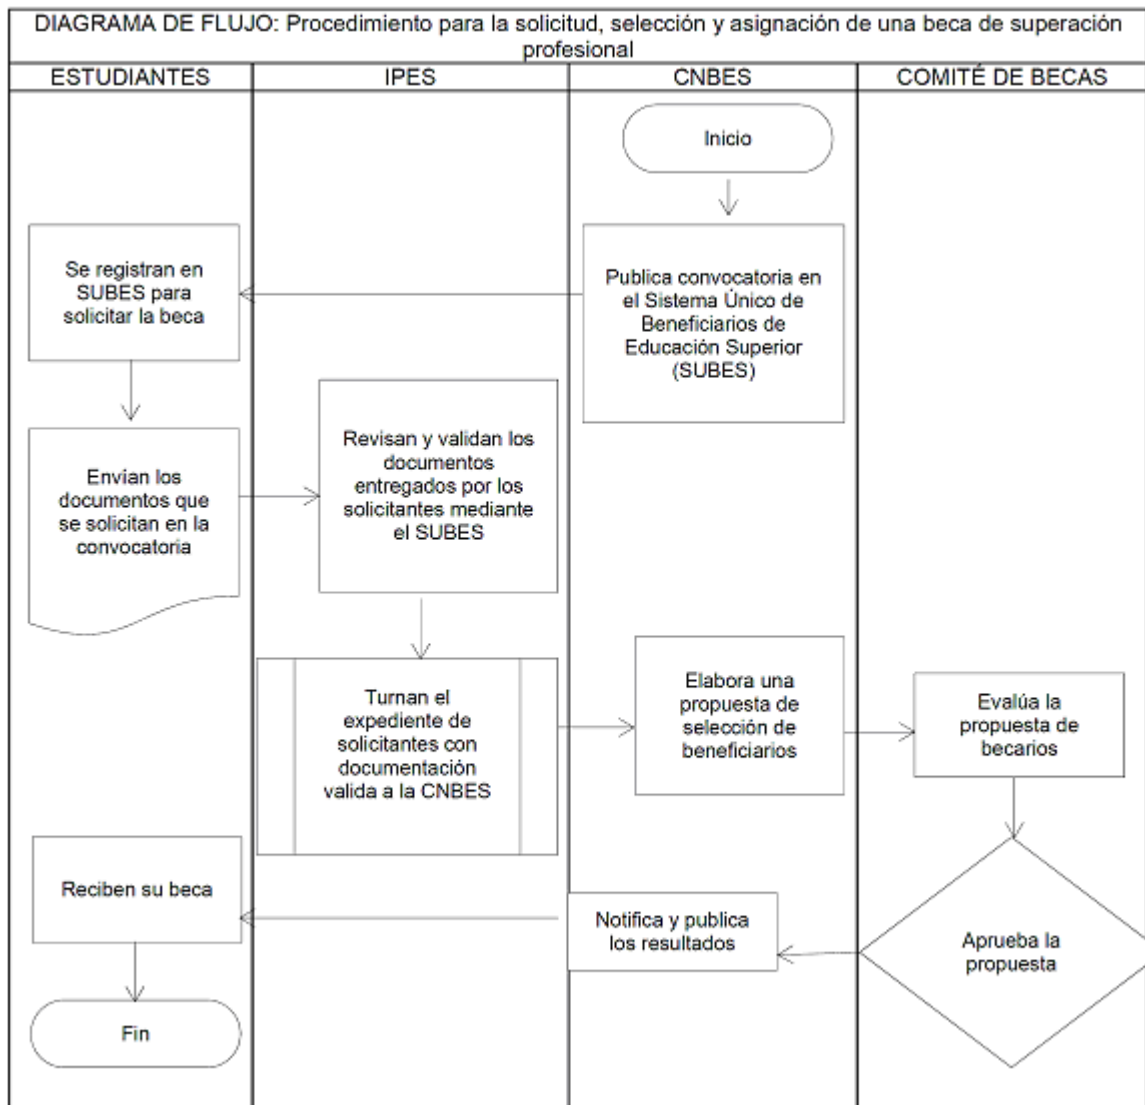 DIAGRAMA DE FLUJO: Procedimiento para la solicitud, selección y asignación de una beca de superación
profesional
ESTUDIANTES
IPES
CNBES
COMITÉ DE BECAS
Inicio
Publica convocatoria en
el Sistema Único de
Beneficiarios de
Educación Superior
(SUBES)
Se registran en
SUBES para
solicitar la beca
Envían los
documentos que
se solicitan en la
convocatoria
Revisan y validan los
documentos
entregados por los
solicitantes mediante
el SUBES
Turnan el
expediente de
solicitantes con
documentación
valida a la CNBES
Elabora una
propuesta de
selección de
beneficiarios
Evalúa la
propuesta de
becarios
Aprueba la
propuesta
Notifica y publica
los resultados
Reciben su beca
Fin